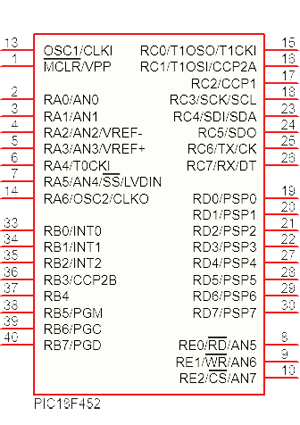 13 OSC1/CLKI RC0/T1OSO/T1CKI 15
1 MCLR/VPP RC1/T1OSI/CCP2A 16
RC2/CCP1 17
2 RA0/AN0 RC3/SCK/SCL 18
3 RA1/AN1 RC4/SDI/SDA 23
4 RA2/AN2/VREF- RC5/SDO 24
5 RA3/AN3/VREF+ RC6/TX/CK 25
6 RA4/T0CKI RC7/RX/DT 26
7 RA5/AN4/SS/LVDIN
14 RA6/OSC2/CLKO RD0/PSP0 19
RD1/PSP1 20
33 RB0/INT0 RD2/PSP2 21
34 RB1/INT1 RD3/PSP3 22
35 RB2/INT2 RD4/PSP4 27
36 RB3/CCP2B RD5/PSP5 28
37 RB4 RD6/PSP6 29
38 RB5/PGM RD7/PSP7 30
39 RB6/PGC
40 RB7/PGD RE0/RD/AN5 8
RE1/WR/AN6 9
RE2/CS/AN7 10
PIC18F452